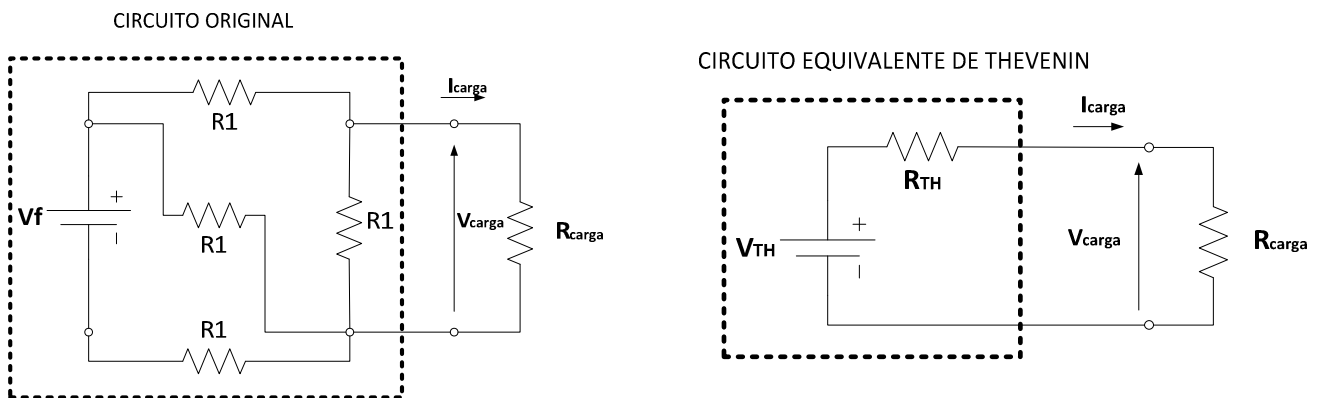 CIRCUITO ORIGINAL
R1
Icarga
+
Vf
R1
R1
Vcarga
Rcarga
R1
CIRCUITO EQUIVALENTE DE THEVENIN
Icarga
RTH
+
VTH
Vcarga
Rcarga